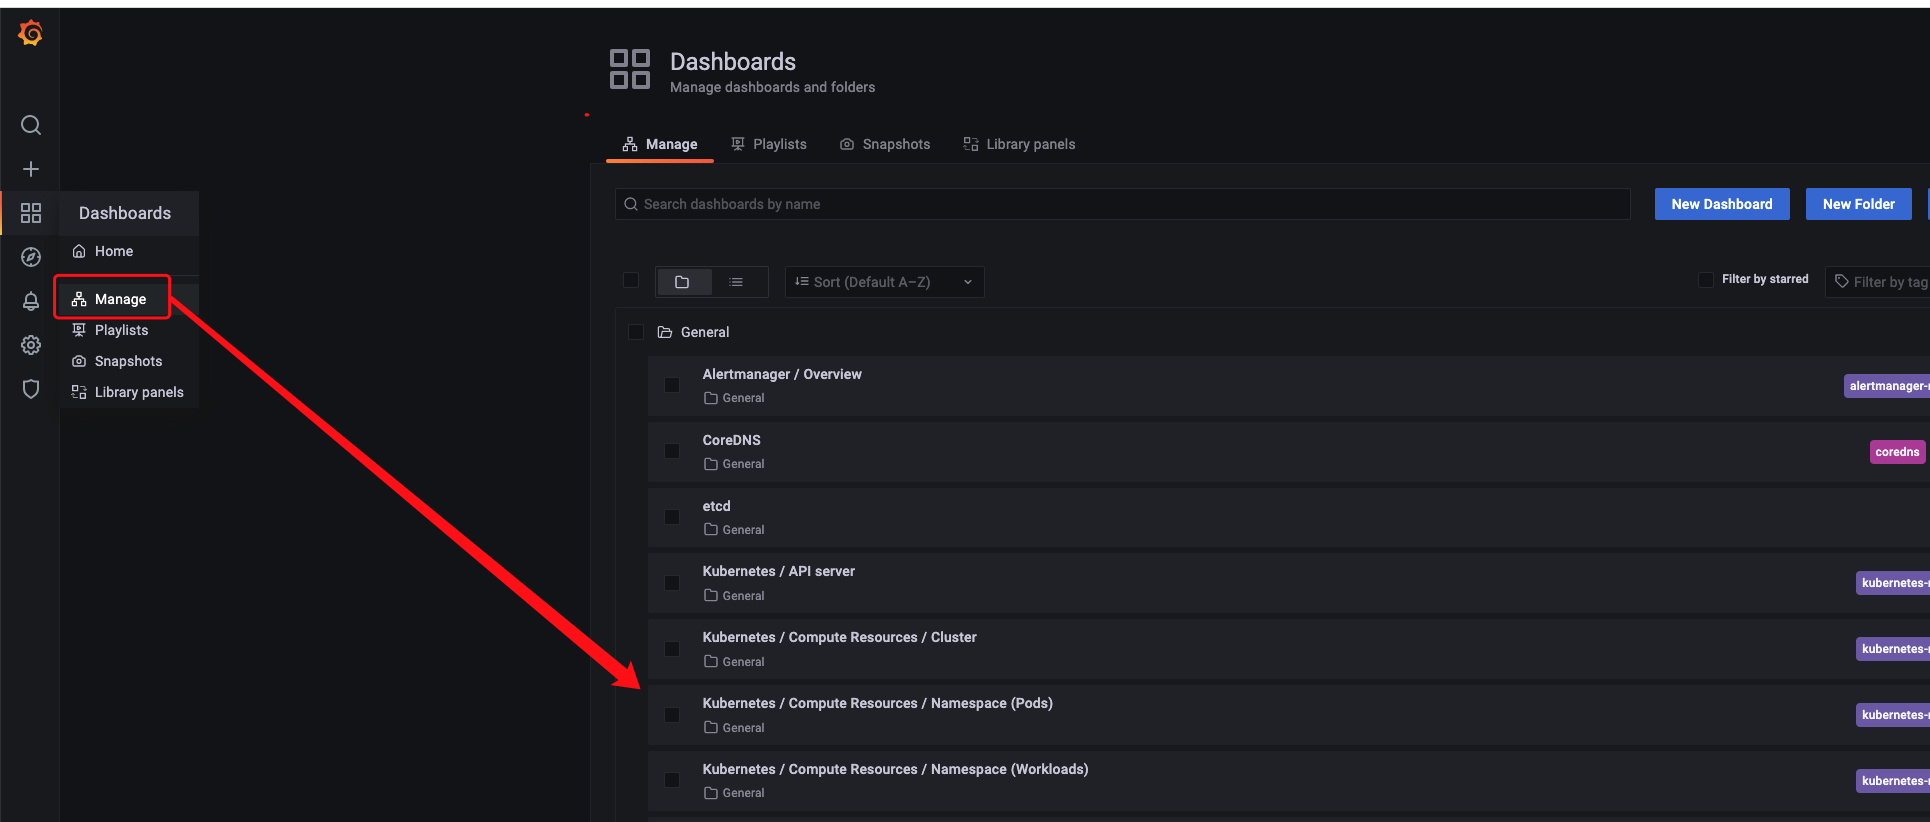 Dashboards
Manage dashboards and folders
Manage
Playlists
Snapshots
Library panels
Search dashboards by name
New Dashboard
New Folder
Dashboards
Home
Manage
Playlists
Snapshots
Library panels
Sort (Default A–Z)
Filter by starred
Filter by tag
General
Alertmanager / Overview
General
alertmanager-
CoreDNS
General
coredns
etcd
General
Kubernetes / API server
General
kubernetes-
Kubernetes / Compute Resources / Cluster
General
kubernetes-
Kubernetes / Compute Resources / Namespace (Pods)
General
kubernetes-
Kubernetes / Compute Resources / Namespace (Workloads)
General
kubernetes-